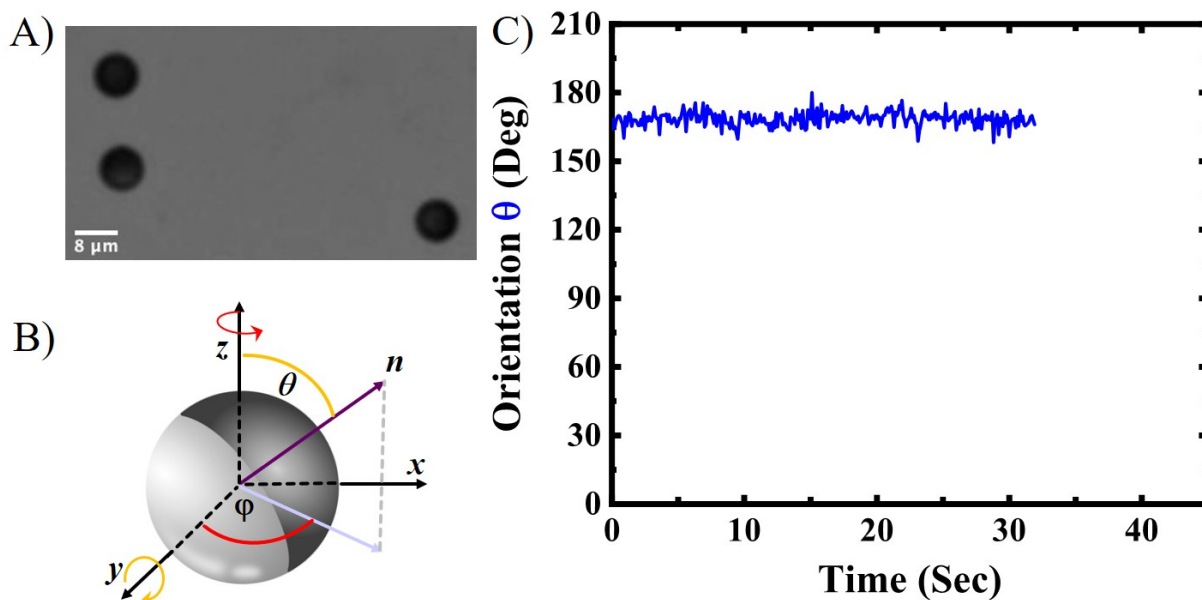 A)
8 μm
B)
z
θ
n
x
φ
y
C)
Orientation θ (Deg)
210
180
150
120
90
60
30
0
0
10
20
30
40
Time (Sec)